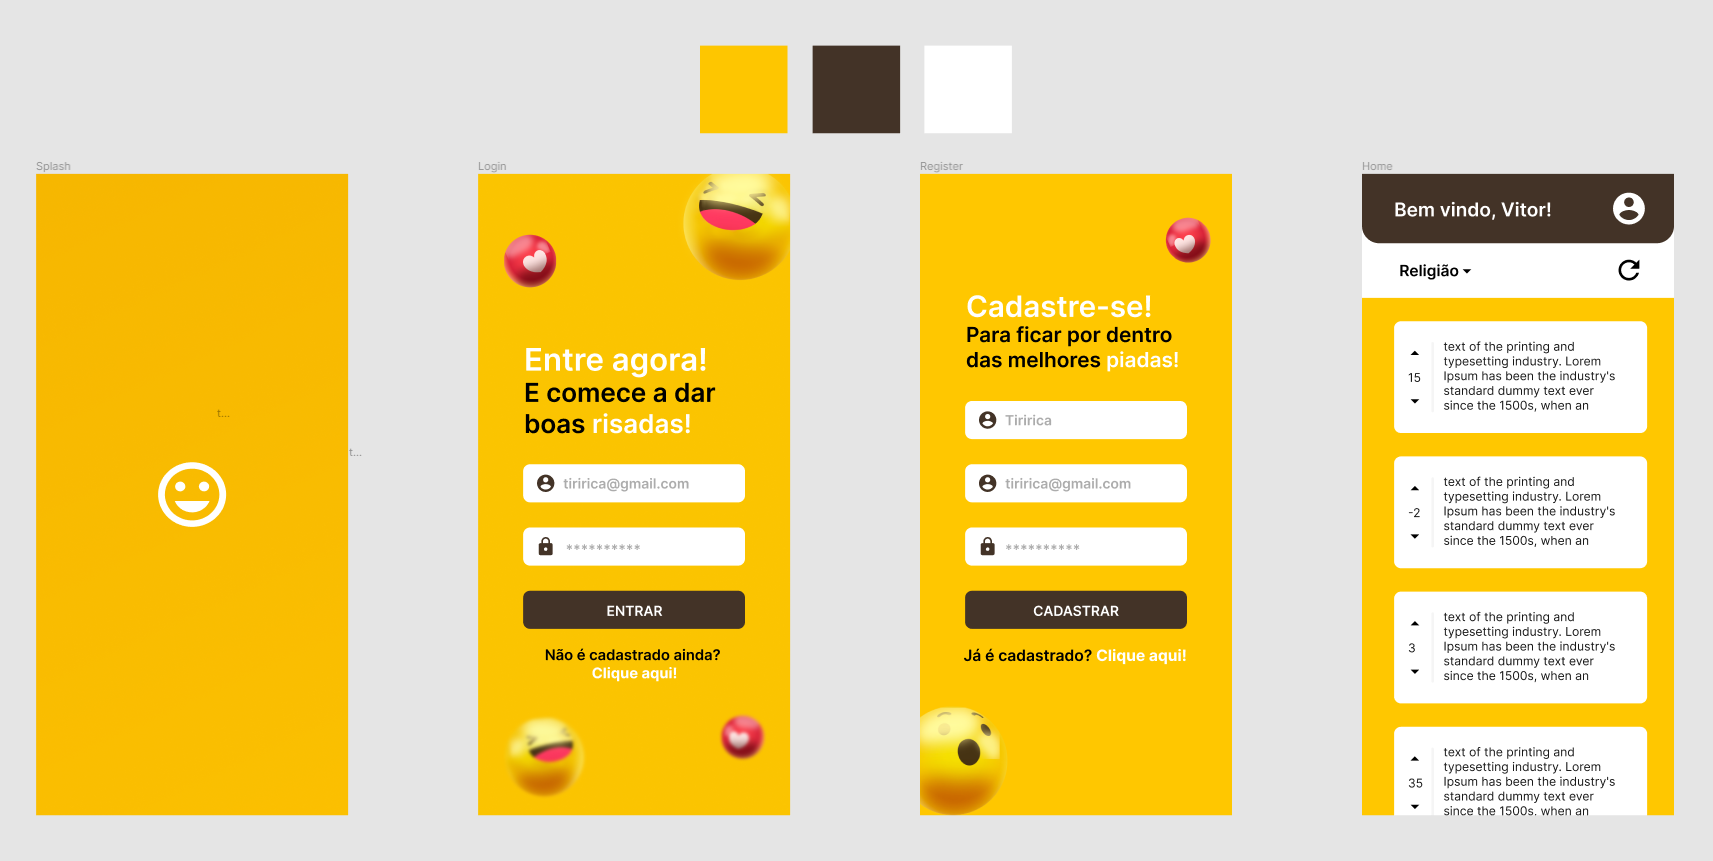 Splash
t...
t...
Login
Entre agora!
E comece a dar
boas risadas!
tiririca@gmail.com
**********
ENTRAR
Não é cadastrado ainda?
Clique aqui!
Register
Cadastre-se!
Para ficar por dentro
das melhores piadas!
Tiririca
tiririca@gmail.com
**********
CADASTRAR
Já é cadastrado? Clique aqui!
Home
Bem vindo, Vitor!
Religião
15
text of the printing and
typesetting industry. Lorem
Ipsum has been the industry's
standard dummy text ever
since the 1500s, when an
-2
text of the printing and
typesetting industry. Lorem
Ipsum has been the industry's
standard dummy text ever
since the 1500s, when an
3
text of the printing and
typesetting industry. Lorem
Ipsum has been the industry's
standard dummy text ever
since the 1500s, when an
35
text of the printing and
typesetting industry. Lorem
Ipsum has been the industry's
standard dummy text ever
since the 1500s, when an